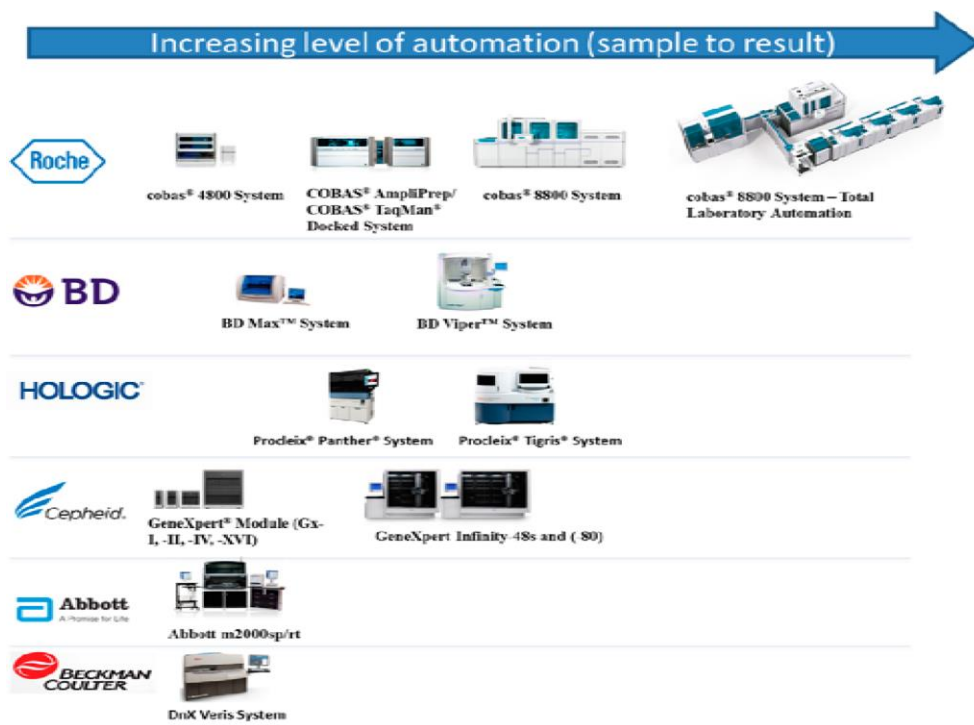 Increasing level of automation (sample to result)
Roche
cobas® 4800 System
COBAS® AmpliPrep/
COBAS® TaqMan®
Docked System
cobas® 8800 System
cobas® 8800 System – Total
Laboratory Automation
BD
BD Max™ System
BD Viper™ System
HOLOGIC®
Procleix® Panther® System
Procleix® Tigris® System
Cepheid.
GeneXpert® Module (Gx-
I, -II, -IV, -XVI)
GeneXpert Infinity-48s and (-80)
Abbott
A Promise for Life
Abbott m2000sp/rt
BECKMAN
COULTER
DnX Veris System